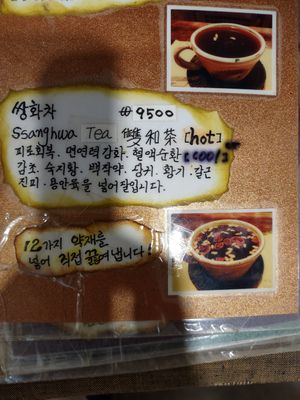 쌍화차 ₩9500
Ssanghwa Tea 雙和茶 [hot] or
피로회복. 면역력강화. 혈액순환 [cool]
감초. 숙지황. 백작약. 당귀. 황기. 갈근
진피. 용안육을 넣어달입니다.
12가지 약재를
넣어 직접 끓여냅니다!